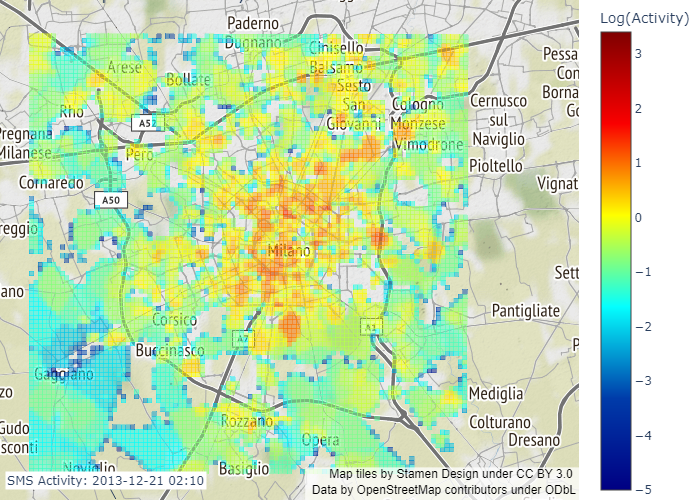 Log(Activity)
Paderno
Dugnano
Cinisello
Balsamo
Arese
Bollate
Sesto
San
Giovanni
Pessa
Con
Borna
Go
Rho
A52
Cologno
Monzese
Cernusco
sul
Naviglio
Pregnana
Milanese
Pero
Vimodrone
Pioltello
Cornaredo
A50
Vignat
reggio
Milano
Sett
ano
Pantigliate
Corsico
A7
A1
Buccinasco
P
Gaggiano
zo
Mediglia
Gudo
sconti
Rozzano
Opera
Colturano
Dresano
Noviglio
Basiglio
SMS Activity: 2013-12-21 02:10
Map tiles by Stamen Design under CC BY 3.0
Data by OpenStreetMap contributors under ODbL
3
2
1
0
−1
−2
−3
−4
−5